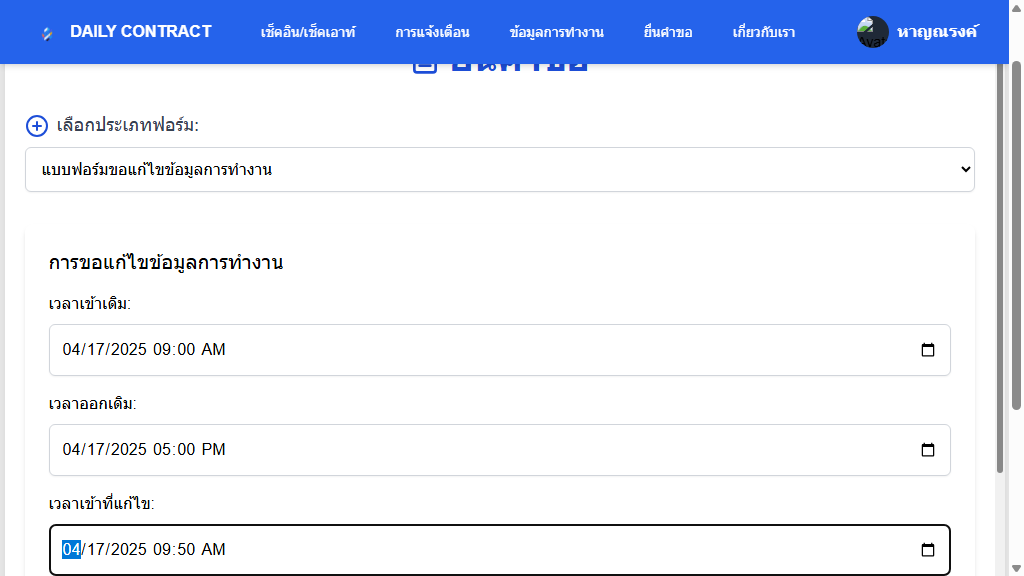 DAILY CONTRACT
เช็คอิน/เช็คเอาท์
การแจ้งเตือน
ข้อมูลการทำงาน
ยื่นคำขอ
เกี่ยวกับเรา
หาญณรงค์
เลือกประเภทฟอร์ม:
แบบฟอร์มขอแก้ไขข้อมูลการทำงาน
การขอแก้ไขข้อมูลการทำงาน
เวลาเข้าเดิม:
04/17/2025 09:00 AM
เวลาออกเดิม:
04/17/2025 05:00 PM
เวลาเข้าที่แก้ไข:
04/17/2025 09:50 AM